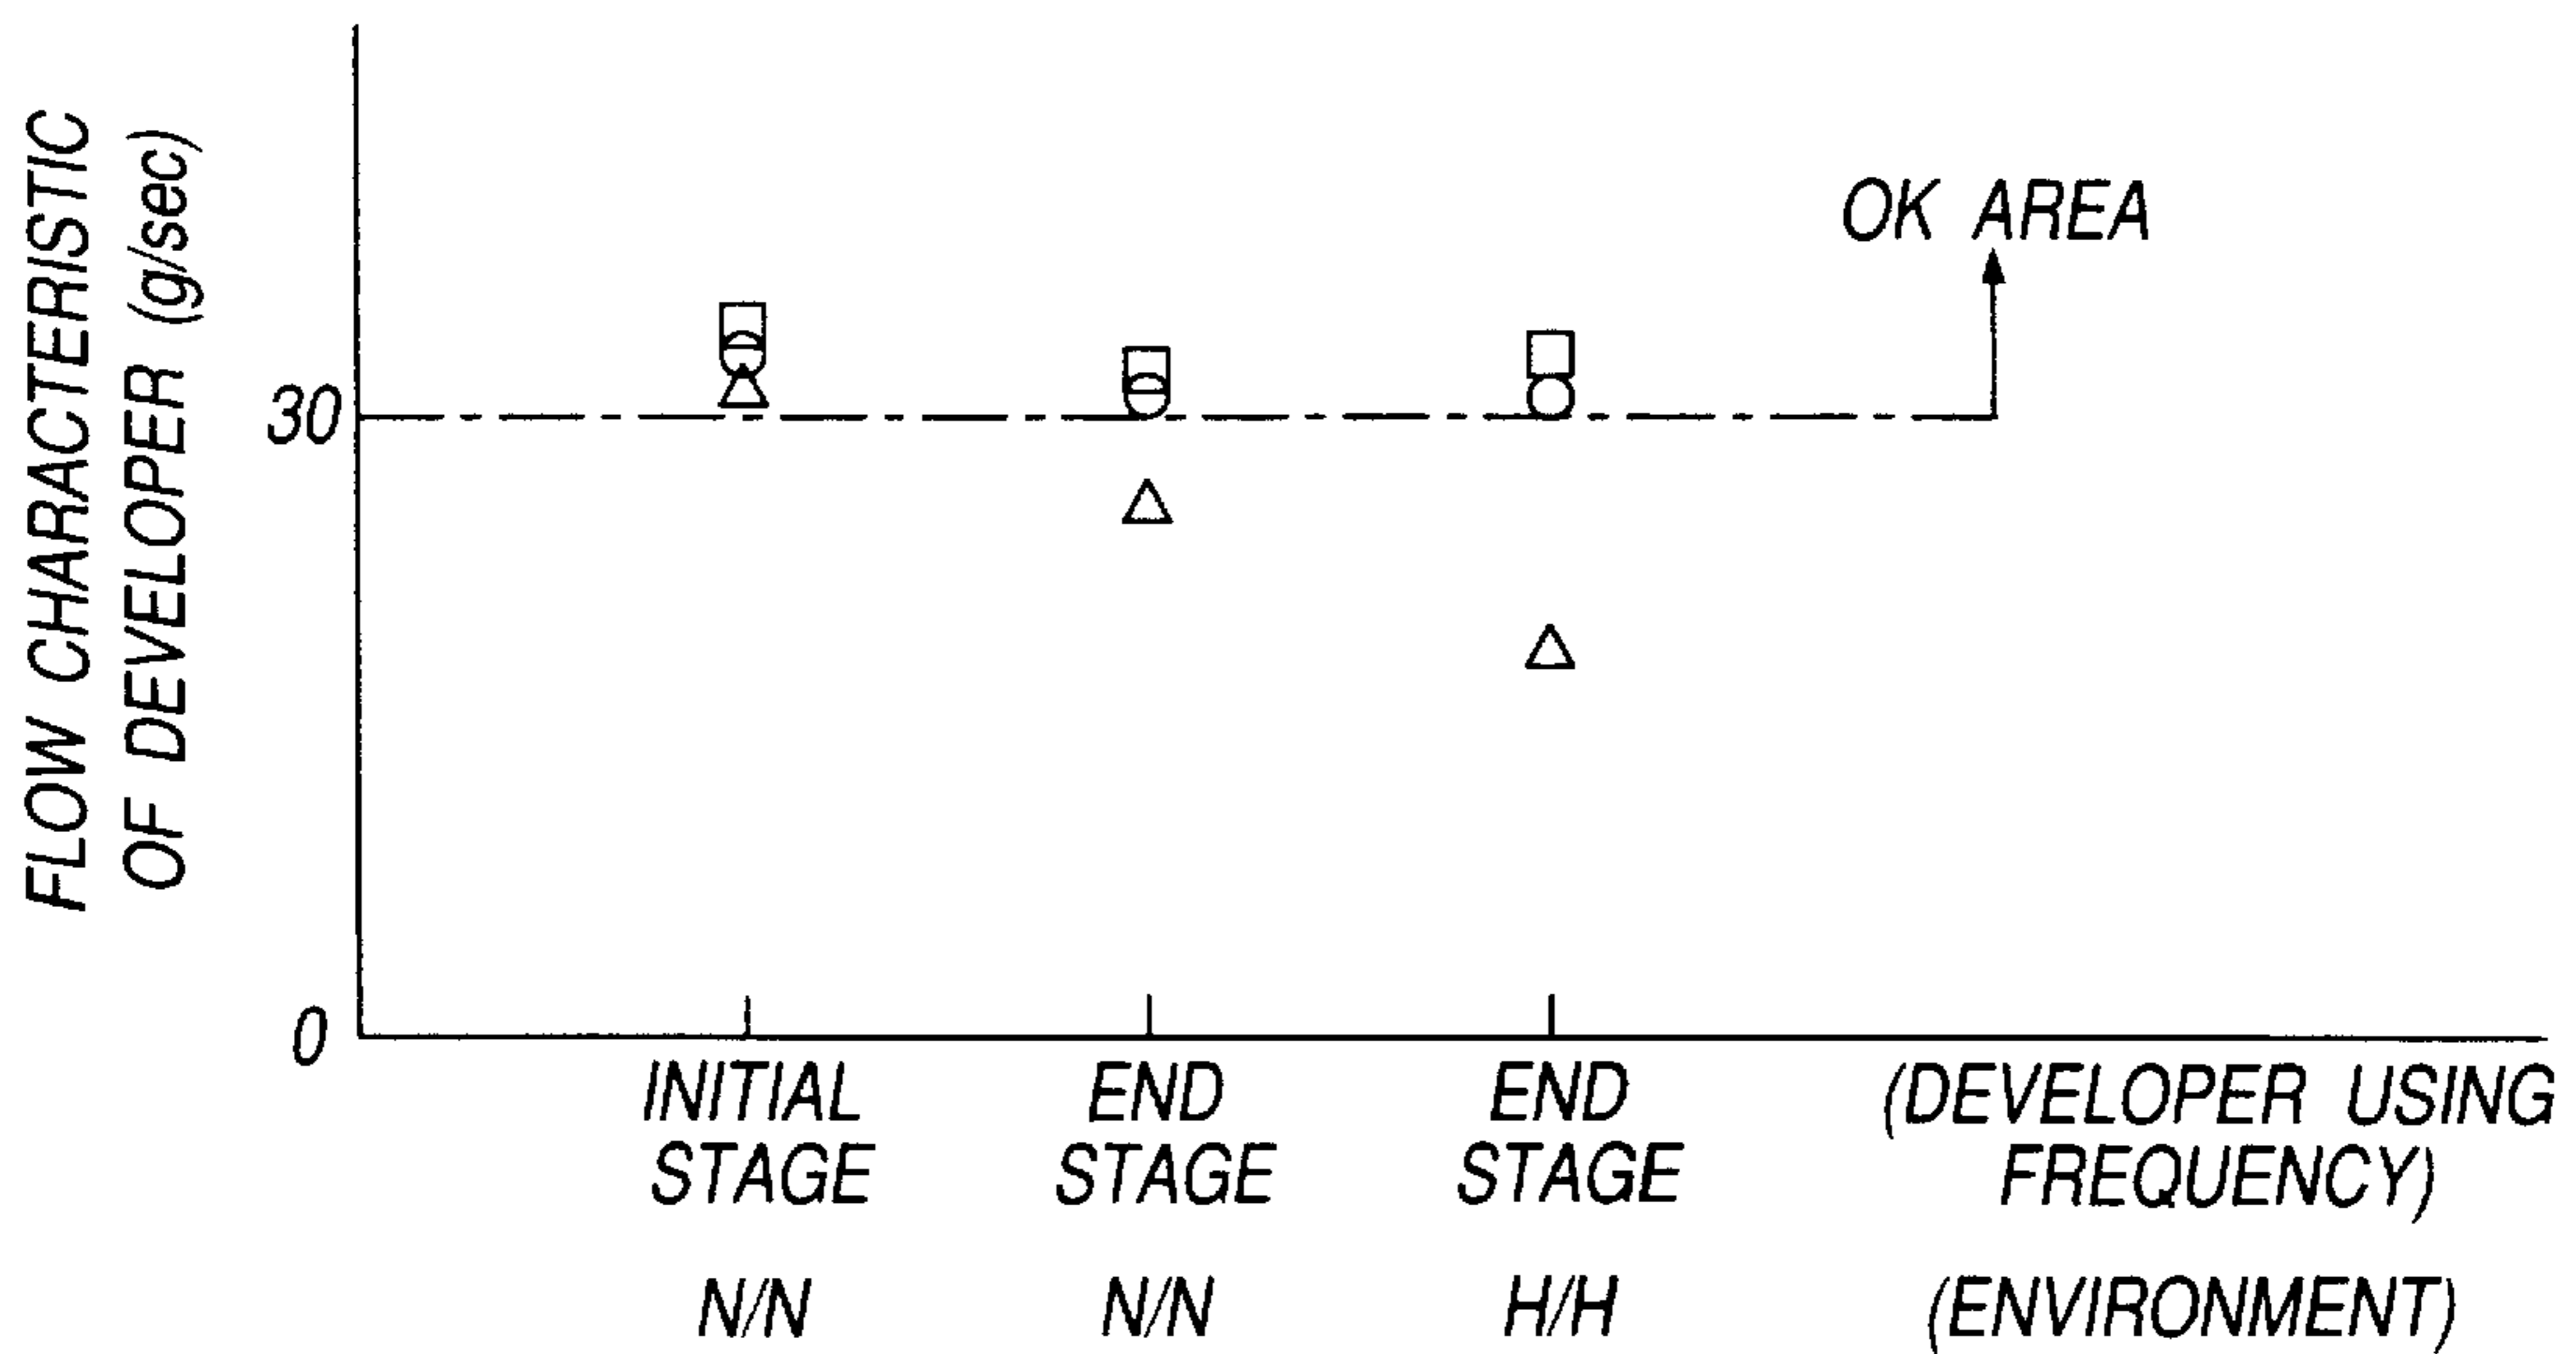 FLOW CHARACTERISTIC
OF DEVELOPER (g/sec)
OK AREA
30
0
INITIAL
STAGE
N/N
END
STAGE
N/N
END
STAGE
H/H
(DEVELOPER USING
FREQUENCY)
(ENVIRONMENT)